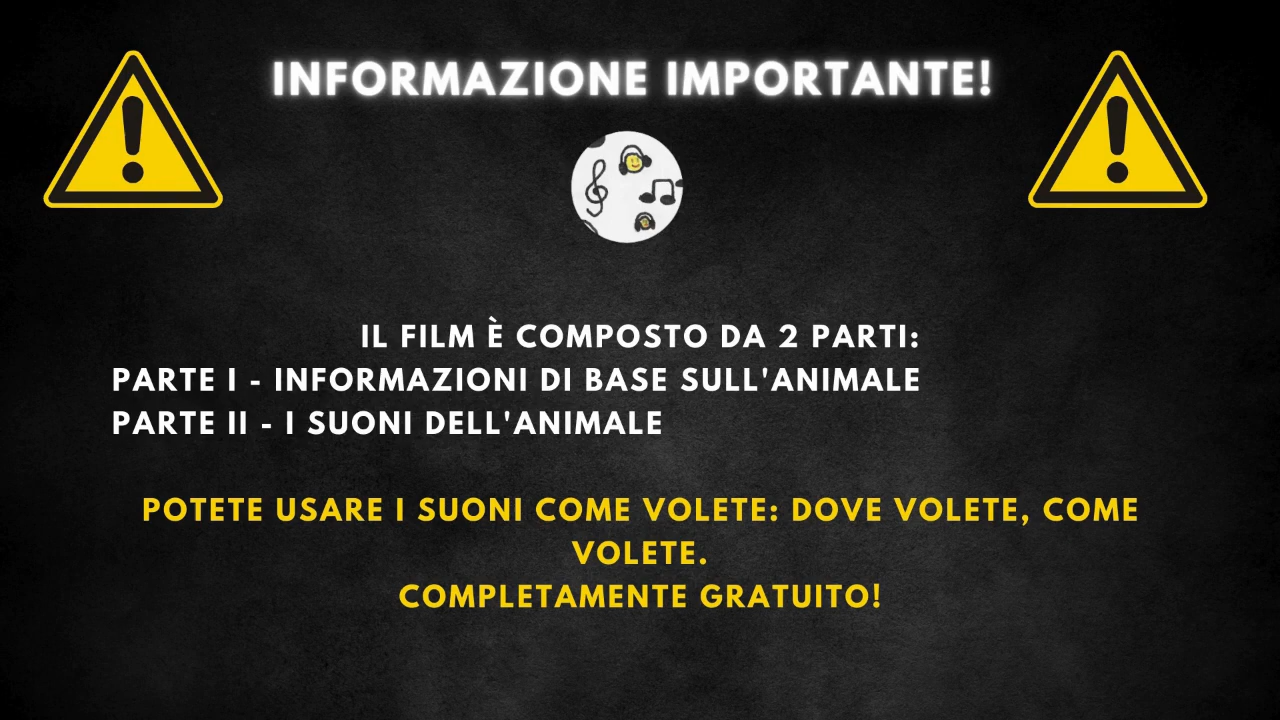 INFORMAZIONE IMPORTANTE!
IL FILM È COMPOSTO DA 2 PARTI:
PARTE I - INFORMAZIONI DI BASE SULL'ANIMALE
PARTE II - I SUONI DELL'ANIMALE
POTETE USARE I SUONI COME VOLETE: DOVE VOLETE, COME
VOLETE.
COMPLETAMENTE GRATUITO!